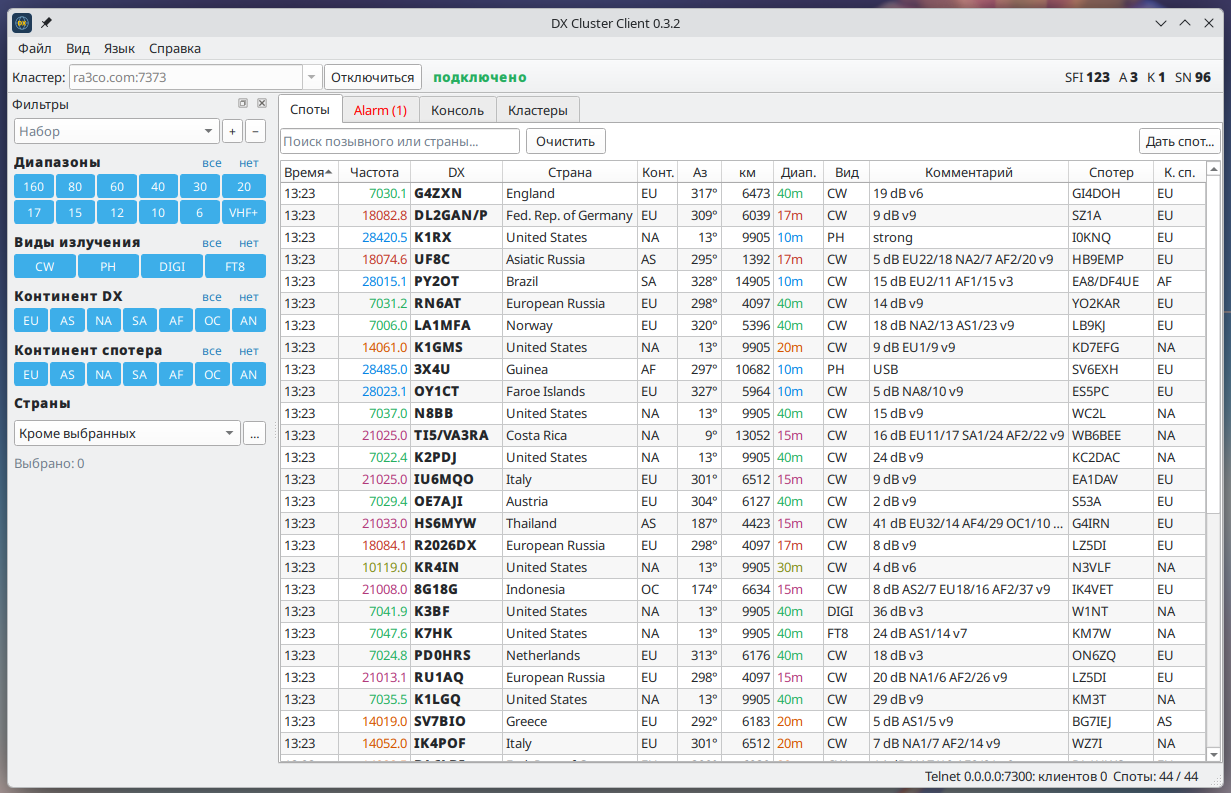 DX Cluster Client 0.3.2
Файл Вид Язык Справка
Кластер: ra3co.com:7373 Отключиться подключено SFI 123 A 3 K 1 SN 96
Фильтры
Набор + −
Диапазоны все нет
160 80 60 40 30 20
17 15 12 10 6 VHF+
Виды излучения все нет
CW PH DIGI FT8
Континент DX все нет
EU AS NA SA AF OC AN
Континент спотера все нет
EU AS NA SA AF OC AN
Страны
Кроме выбранных ...
Выбрано: 0
Споты Alarm (1) Консоль Кластеры
Поиск позывного или страны... Очистить Дать спот...
Время Частота DX Страна Конт. Аз км Диап. Вид Комментарий Спотер К. сп.
13:23 7030.1 G4ZXN England EU 317° 6473 40m CW 19 dB v6 GI4DOH EU
13:23 18082.8 DL2GAN/P Fed. Rep. of Germany EU 309° 6039 17m CW 9 dB v9 SZ1A EU
13:23 28420.5 K1RX United States NA 13° 9905 10m PH strong I0KNQ EU
13:23 18074.6 UF8C Asiatic Russia AS 295° 1392 17m CW 5 dB EU22/18 NA2/7 AF2/20 v9 HB9EMP EU
13:23 28015.1 PY2OT Brazil SA 328° 14905 10m CW 15 dB EU2/11 AF1/15 v3 EA8/DF4UE AF
13:23 7031.2 RN6AT European Russia EU 298° 4097 40m CW 14 dB v9 YO2KAR EU
13:23 7006.0 LA1MFA Norway EU 320° 5396 40m CW 18 dB NA2/13 AS1/23 v9 LB9KJ EU
13:23 14061.0 K1GMS United States NA 13° 9905 20m CW 9 dB EU1/9 v9 KD7EFG NA
13:23 28485.0 3X4U Guinea AF 297° 10682 10m PH USB SV6EXH EU
13:23 28023.1 OY1CT Faroe Islands EU 327° 5964 10m CW 5 dB NA8/10 v9 ES5PC EU
13:23 7037.0 N8BB United States NA 13° 9905 40m CW 15 dB v9 WC2L NA
13:23 21025.0 TI5/VA3RA Costa Rica NA 9° 13052 15m CW 16 dB EU11/17 SA1/24 AF2/22 v9 WB6BEE NA
13:23 7022.4 K2PDJ United States NA 13° 9905 40m CW 24 dB v9 KC2DAC NA
13:23 21025.0 IU6MQO Italy EU 301° 6512 15m CW 9 dB v9 EA1DAV EU
13:23 7029.4 OE7AJI Austria EU 304° 6127 40m CW 2 dB v9 S53A EU
13:23 21033.0 HS6MYW Thailand AS 187° 4423 15m CW 41 dB EU32/14 AF4/29 OC1/10 ... G4IRN EU
13:23 18084.1 R2026DX European Russia EU 298° 4097 17m CW 8 dB v9 LZ5DI EU
13:23 10119.0 KR4IN United States NA 13° 9905 30m CW 4 dB v6 N3VLF NA
13:23 21008.0 8G18G Indonesia OC 174° 6634 15m CW 8 dB AS2/7 EU18/16 AF2/37 v9 IK4VET EU
13:23 7041.9 K3BF United States NA 13° 9905 40m DIGI 36 dB v3 W1NT NA
13:23 7047.6 K7HK United States NA 13° 9905 40m FT8 24 dB AS1/14 v7 KM7W NA
13:23 7024.8 PD0HRS Netherlands EU 313° 6176 40m CW 18 dB v3 ON6ZQ EU
13:23 21013.1 RU1AQ European Russia EU 298° 4097 15m CW 20 dB NA1/6 AF2/26 v9 LZ5DI EU
13:23 7035.5 K1LGQ United States NA 13° 9905 40m CW 29 dB v9 KM3T NA
13:23 14019.0 SV7BIO Greece EU 292° 6183 20m CW 5 dB AS1/5 v9 BG7IEJ AS
13:23 14052.0 IK4POF Italy EU 301° 6512 20m CW 7 dB NA1/7 AF2/14 v9 WZ7I NA
Telnet 0.0.0.0:7300: клиентов 0 Споты: 44 / 44